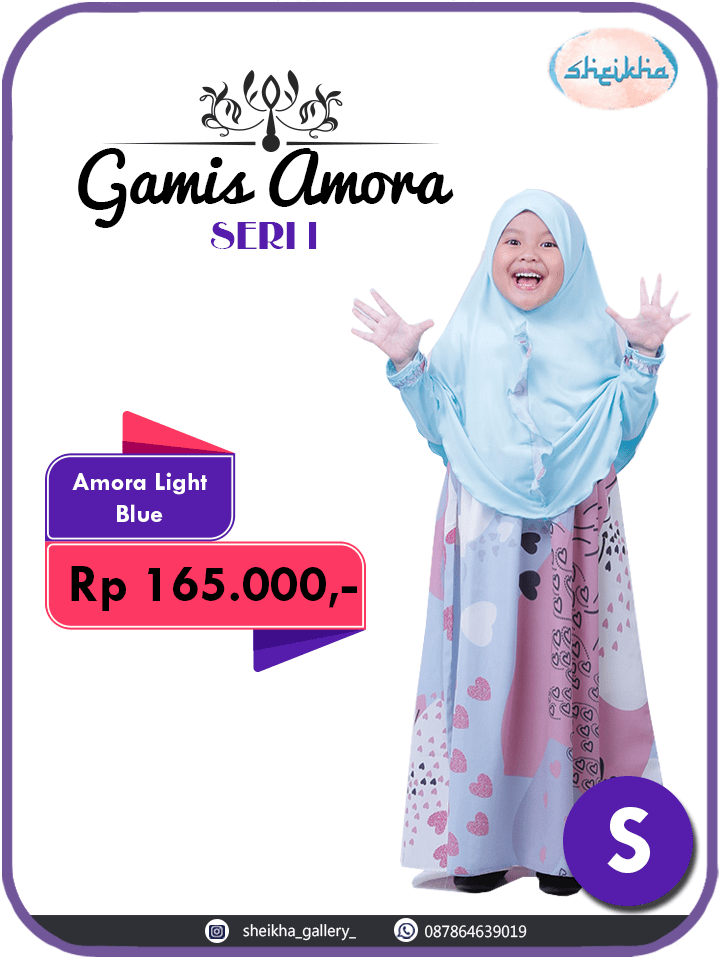 sheikha
Gamis Amora
SERI I
Amora Light
Blue
Rp 165.000,-
S
sheikha_gallery_
087864639019